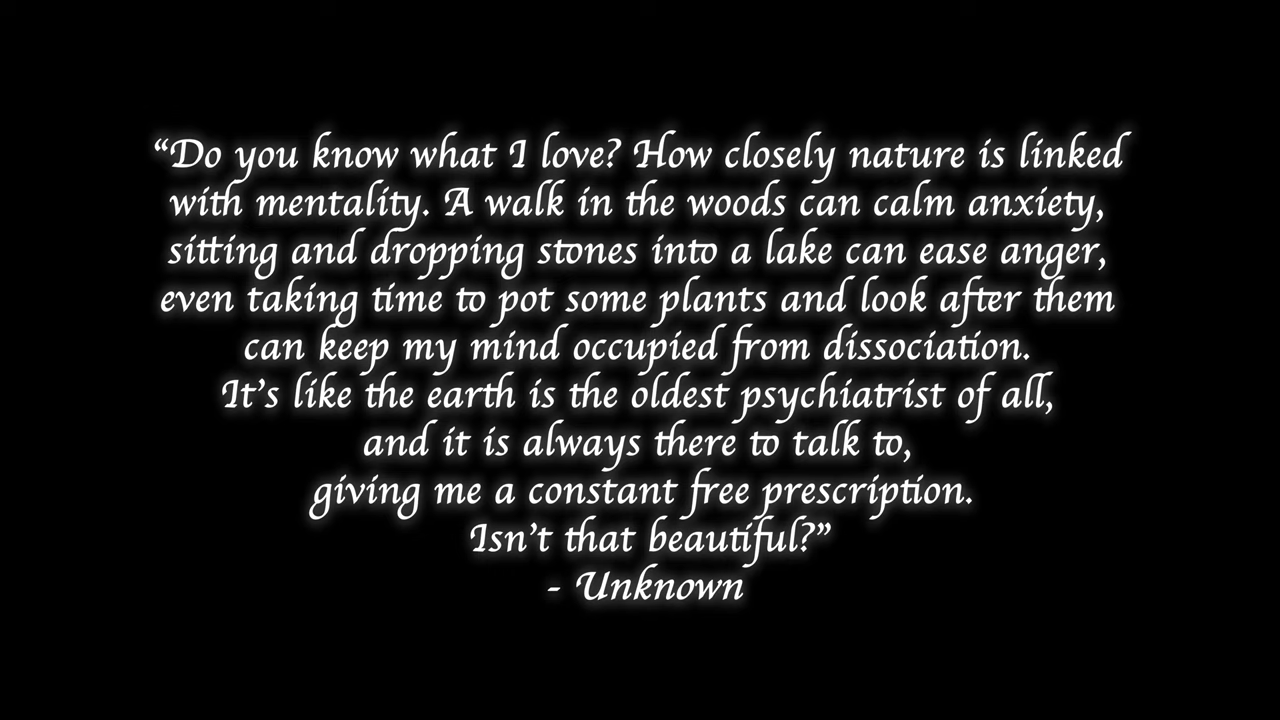 “Do you know what I love? How closely nature is linked
with mentality. A walk in the woods can calm anxiety,
sitting and dropping stones into a lake can ease anger,
even taking time to pot some plants and look after them
can keep my mind occupied from dissociation.
It’s like the earth is the oldest psychiatrist of all,
and it is always there to talk to,
giving me a constant free prescription.
Isn’t that beautiful?”
- Unknown